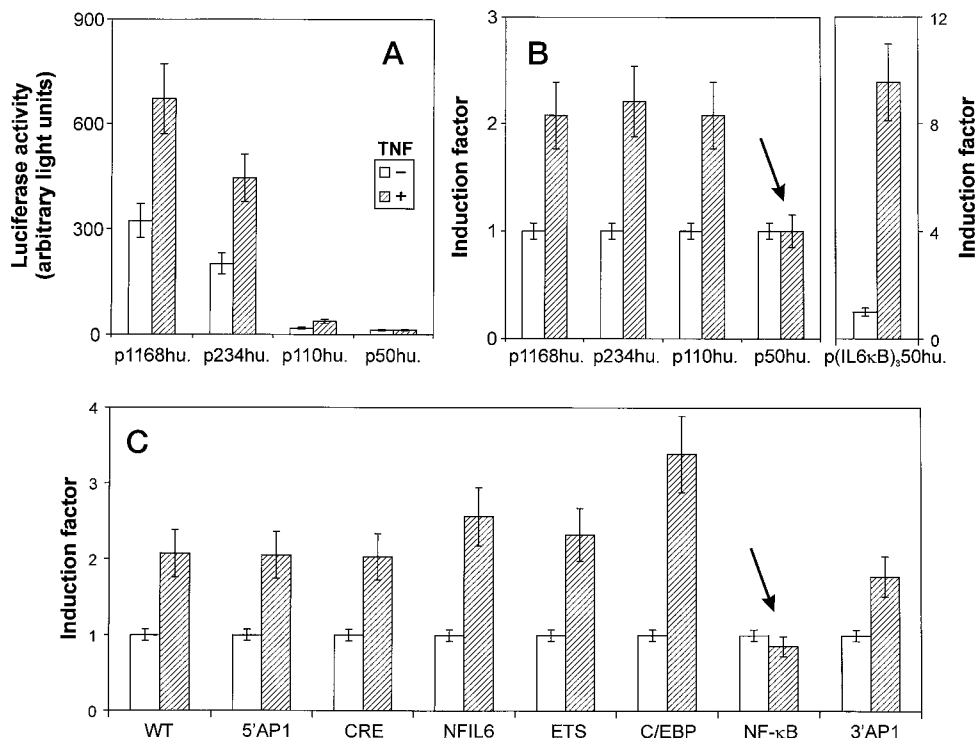 A
Luciferase activity
(arbitrary light units)
900
600
300
0
TNF
−
+
p1168hu.
p234hu.
p110hu.
p50hu.
B
Induction factor
3
2
1
0
p1168hu.
p234hu.
p110hu.
p50hu.
p(IL6κB)₃50hu.
12
8
4
0
Induction factor
C
Induction factor
4
3
2
1
0
WT
5'AP1
CRE
NFIL6
ETS
C/EBP
NF-κB
3'AP1